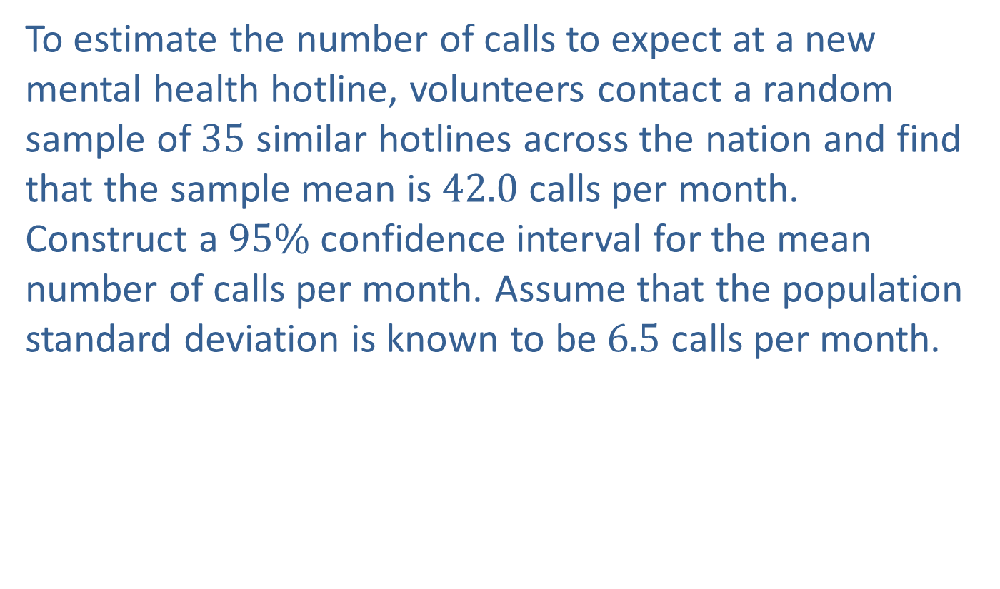 To estimate the number of calls to expect at a new
mental health hotline, volunteers contact a random
sample of 35 similar hotlines across the nation and find
that the sample mean is 42.0 calls per month.
Construct a 95% confidence interval for the mean
number of calls per month. Assume that the population
standard deviation is known to be 6.5 calls per month.